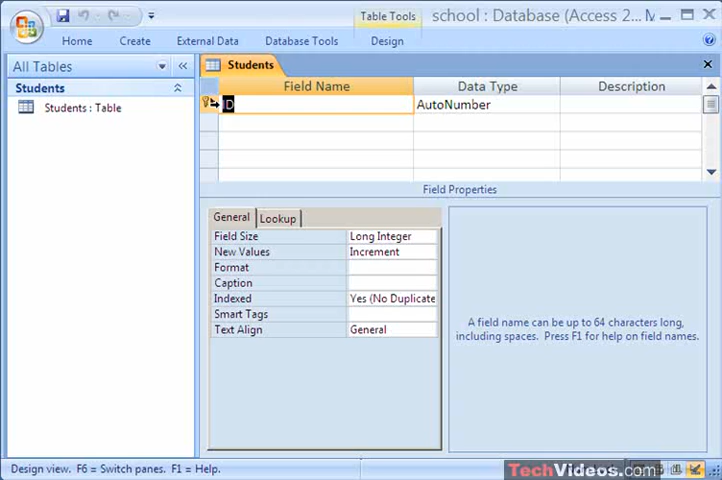 Table Tools
school : Database (Access 2... M...
Home
Create
External Data
Database Tools
Design
All Tables
Students
Field Name
Data Type
Description
Students
Students : Table
ID
AutoNumber
Field Properties
General
Lookup
Field Size
Long Integer
New Values
Increment
Format
Caption
Indexed
Yes (No Duplicate
Smart Tags
Text Align
General
A field name can be up to 64 characters long,
including spaces. Press F1 for help on field names.
Design view. F6 = Switch panes. F1 = Help.
TechVideos.com